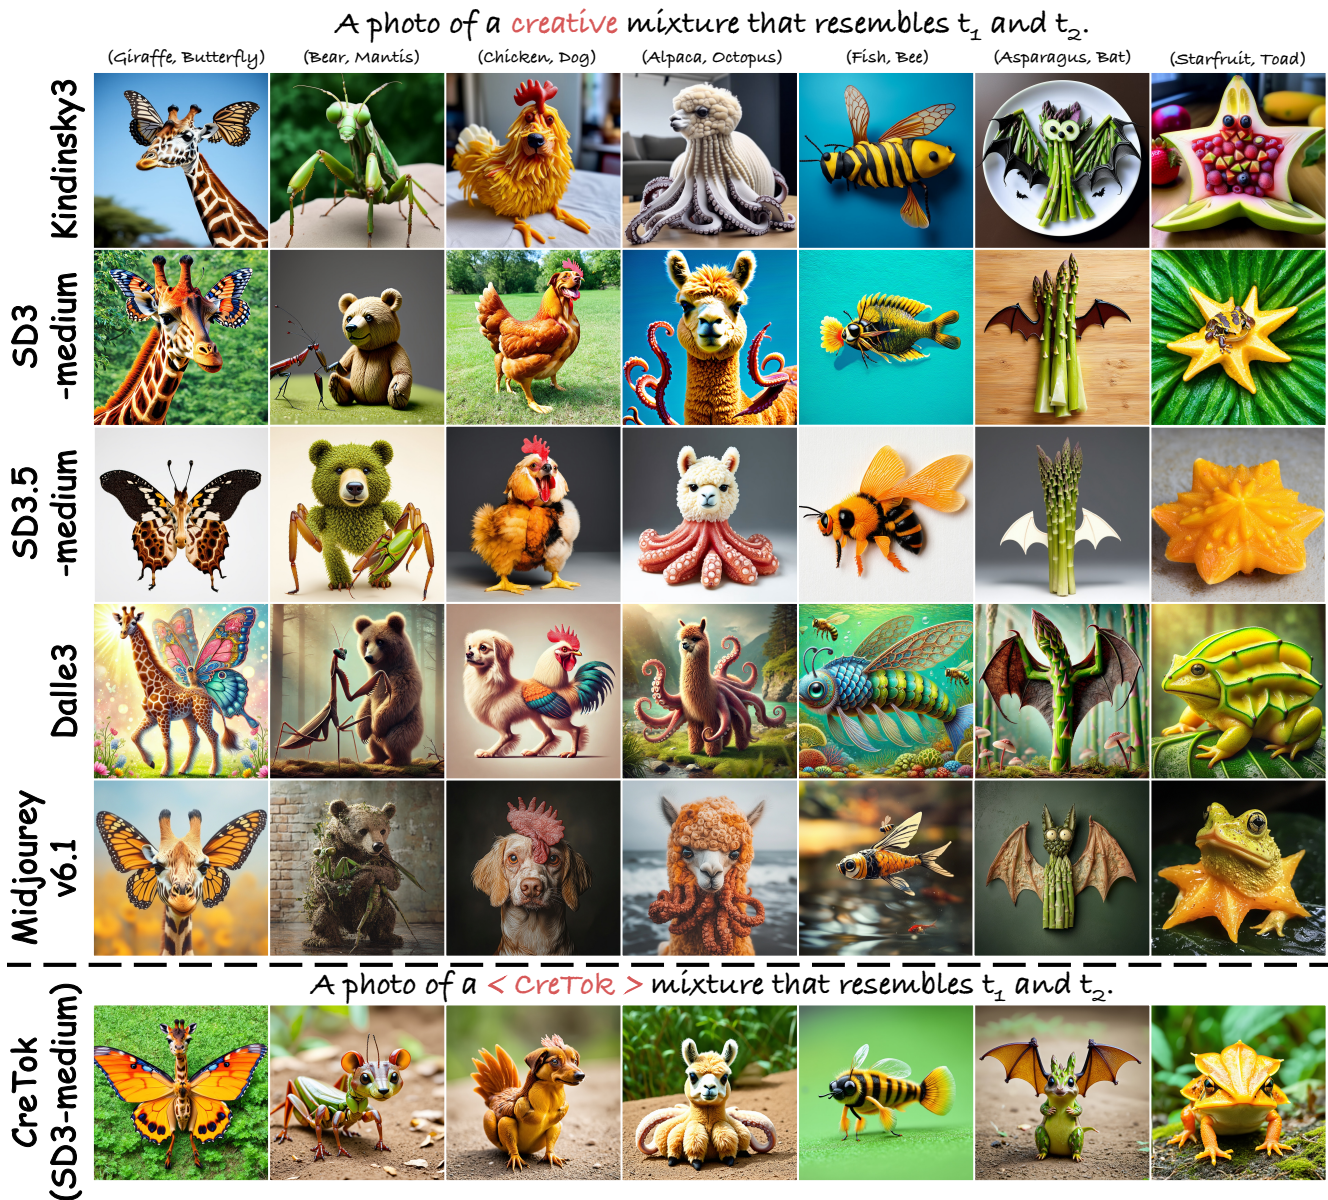 A photo of a creative mixture that resembles t₁ and t₂.
(Giraffe, Butterfly) (Bear, Mantis) (Chicken, Dog) (Alpaca, Octopus) (Fish, Bee) (Asparagus, Bat) (Starfruit, Toad)
Kindinsky3
SD3
-medium
SD3.5
-medium
Dalle3
Midjourey
v6.1
A photo of a < CreTok > mixture that resembles t₁ and t₂.
CreTok
(SD3-medium)